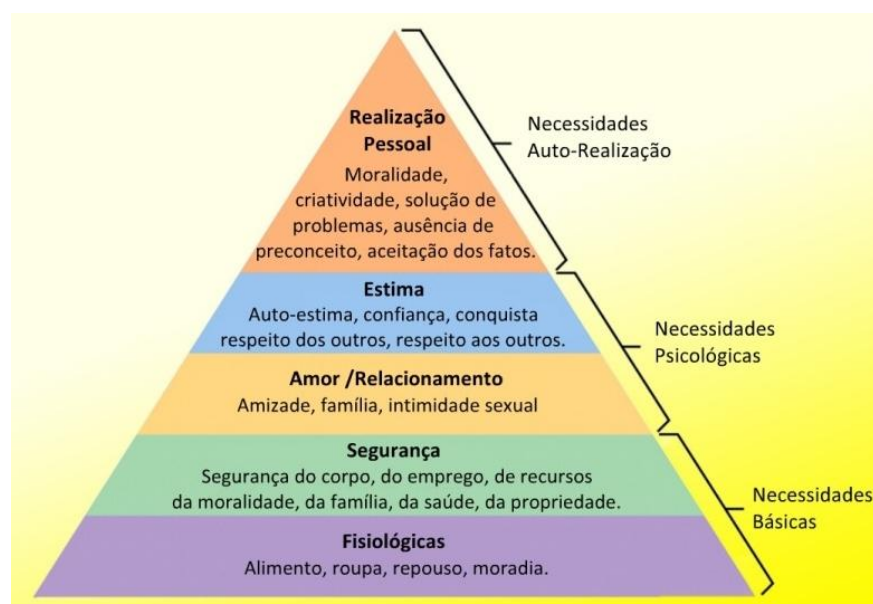 Realização
Pessoal
Moralidade,
criatividade, solução de
problemas, ausência de
preconceito, aceitação dos fatos.
Necessidades
Auto-Realização
Estima
Auto-estima, confiança, conquista
respeito dos outros, respeito aos outros.
Necessidades
Psicológicas
Amor /Relacionamento
Amizade, família, intimidade sexual
Segurança
Segurança do corpo, do emprego, de recursos
da moralidade, da família, da saúde, da propriedade.
Necessidades
Básicas
Fisiológicas
Alimento, roupa, repouso, moradia.